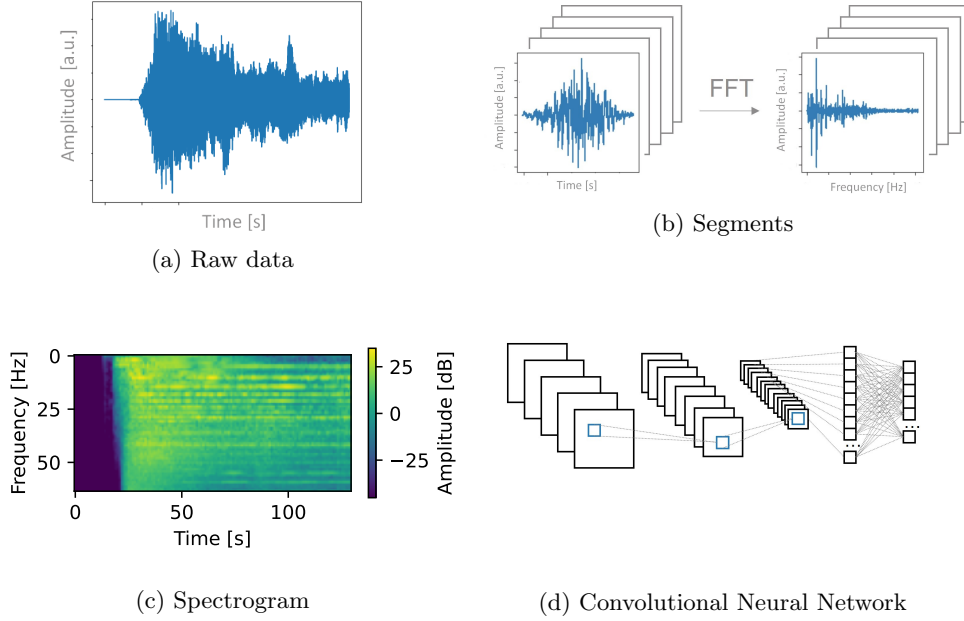 Amplitude [a.u.]
Time [s]
(a) Raw data
Amplitude [a.u.]
Time [s]
FFT
Amplitude [a.u.]
Frequency [Hz]
(b) Segments
Frequency [Hz]
0
25
50
0
50
100
Time [s]
25
0
−25
Amplitude [dB]
(c) Spectrogram
...
...
(d) Convolutional Neural Network